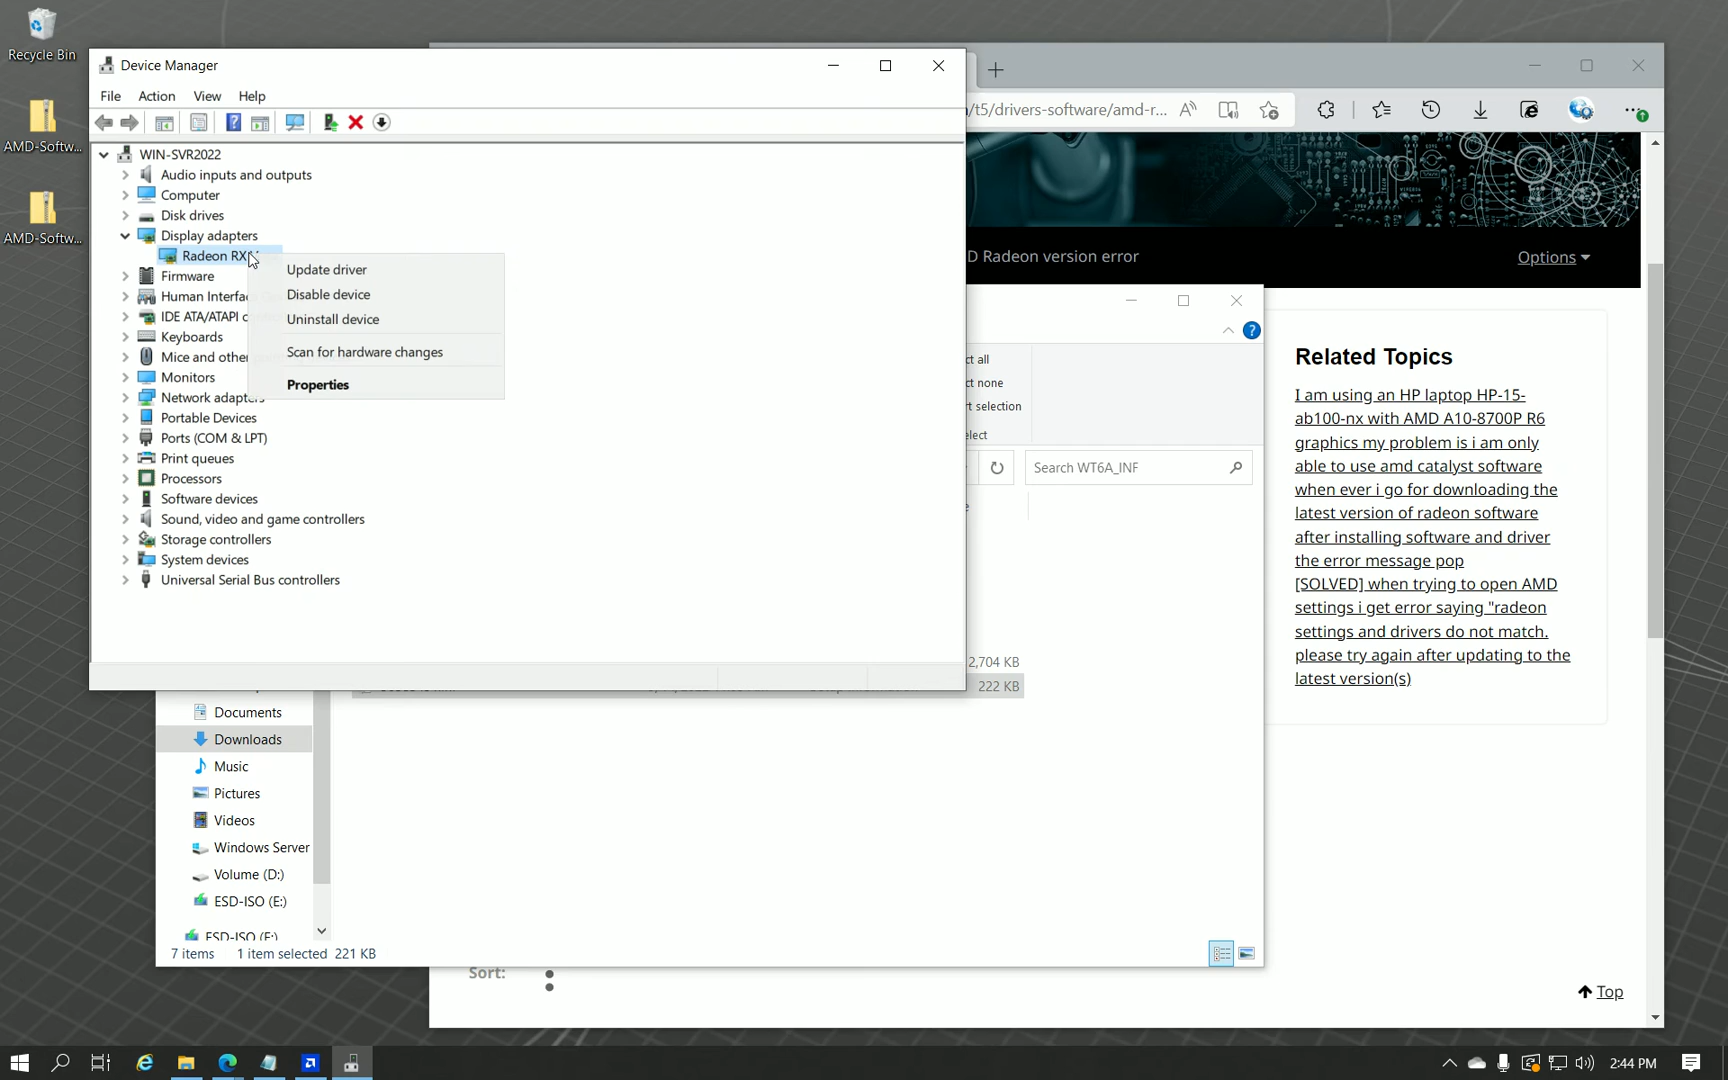 Recycle Bin
AMD-Softw...
AMD-Softw...
Device Manager
File Action View Help
WIN-SVR2022
Audio inputs and outputs
Computer
Disk drives
Display adapters
Radeon RX
Firmware
Human Interfac
IDE ATA/ATAPI
Keyboards
Mice and other
Monitors
Network adapters
Portable Devices
Ports (COM & LPT)
Print queues
Processors
Software devices
Sound, video and game controllers
Storage controllers
System devices
Universal Serial Bus controllers
Update driver
Disable device
Uninstall device
Scan for hardware changes
Properties
/t5/drivers-software/amd-r...
D Radeon version error
Options
ct all
ct none
rt selection
elect
Search WT6A_INF
e
2,704 KB
222 KB
Related Topics
I am using an HP laptop HP-15-
ab100-nx with AMD A10-8700P R6
graphics my problem is i am only
able to use amd catalyst software
when ever i go for downloading the
latest version of radeon software
after installing software and driver
the error message pop
[SOLVED] when trying to open AMD
settings i get error saying "radeon
settings and drivers do not match.
please try again after updating to the
latest version(s)
Documents
Downloads
Music
Pictures
Videos
Windows Server
Volume (D:)
ESD-ISO (E:)
ESD-ISO (E:)
7 items 1 item selected 221 KB
Sort:
Top
2:44 PM